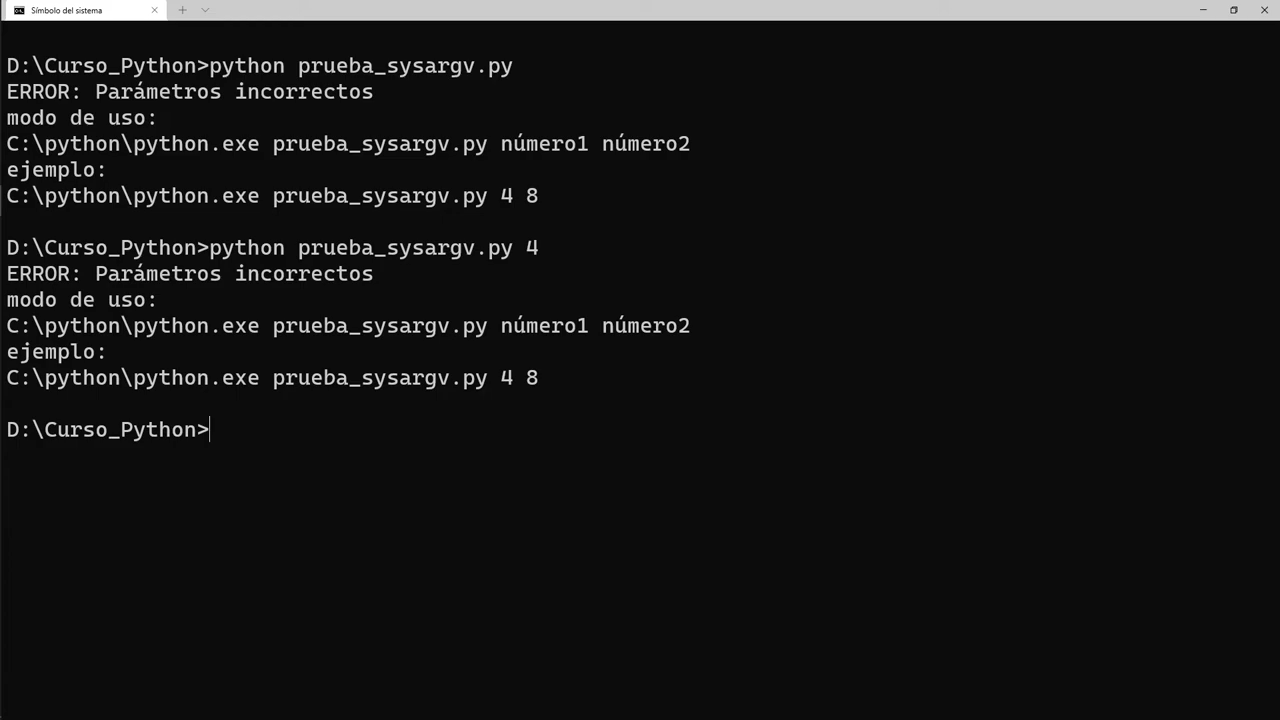 Símbolo del sistema
D:\Curso_Python>python prueba_sysargv.py
ERROR: Parámetros incorrectos
modo de uso:
C:\python\python.exe prueba_sysargv.py número1 número2
ejemplo:
C:\python\python.exe prueba_sysargv.py 4 8
D:\Curso_Python>python prueba_sysargv.py 4
ERROR: Parámetros incorrectos
modo de uso:
C:\python\python.exe prueba_sysargv.py número1 número2
ejemplo:
C:\python\python.exe prueba_sysargv.py 4 8
D:\Curso_Python>